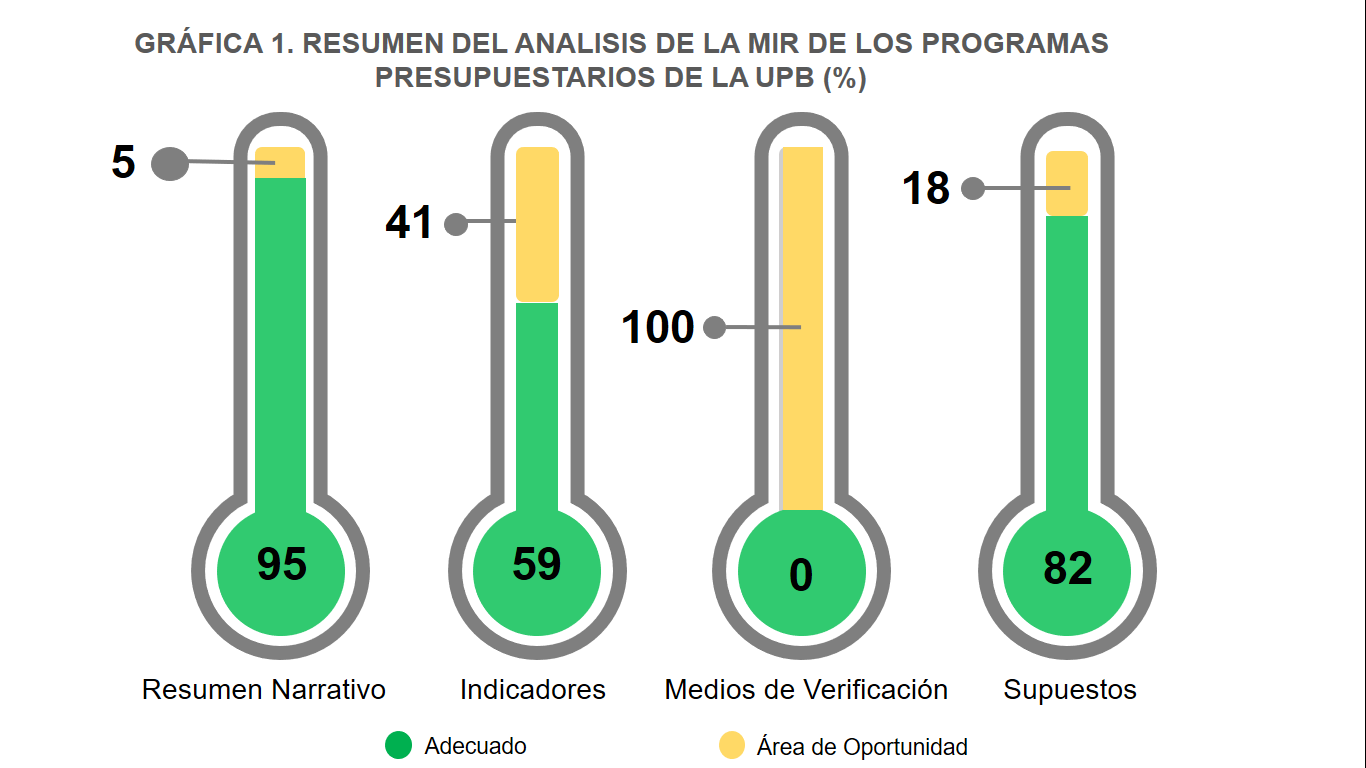 GRÁFICA 1. RESUMEN DEL ANALISIS DE LA MIR DE LOS PROGRAMAS
PRESUPUESTARIOS DE LA UPB (%)
5
41
100
18
95
59
0
82
Resumen Narrativo
Indicadores
Medios de Verificación
Supuestos
Adecuado
Área de Oportunidad